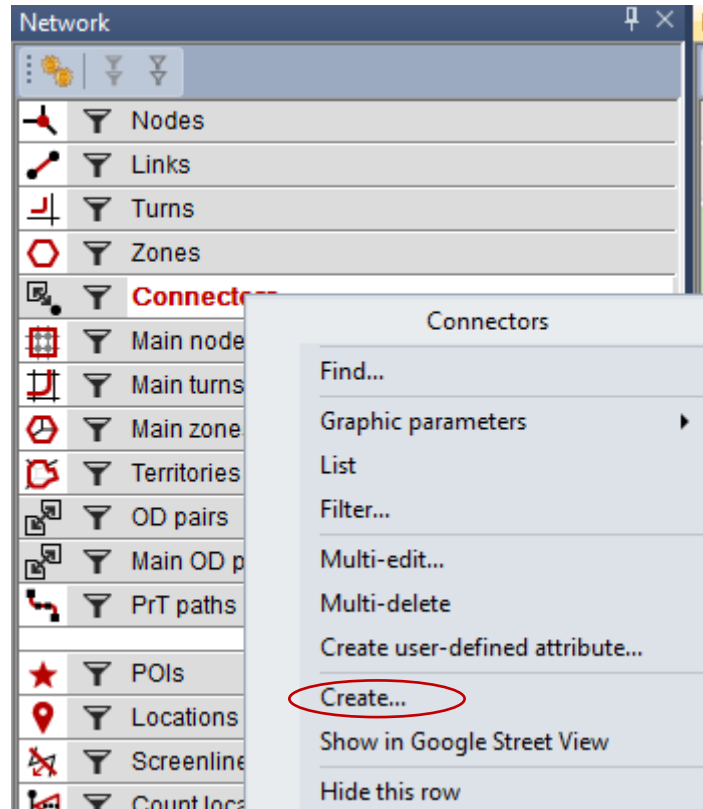 Network
Nodes
Links
Turns
Zones
Connectors
Main node
Main turns
Main zone
Territories
OD pairs
Main OD p
PrT paths
POIs
Locations
Screenline
Count loca
Connectors
Find...
Graphic parameters
List
Filter...
Multi-edit...
Multi-delete
Create user-defined attribute...
Create...
Show in Google Street View
Hide this row